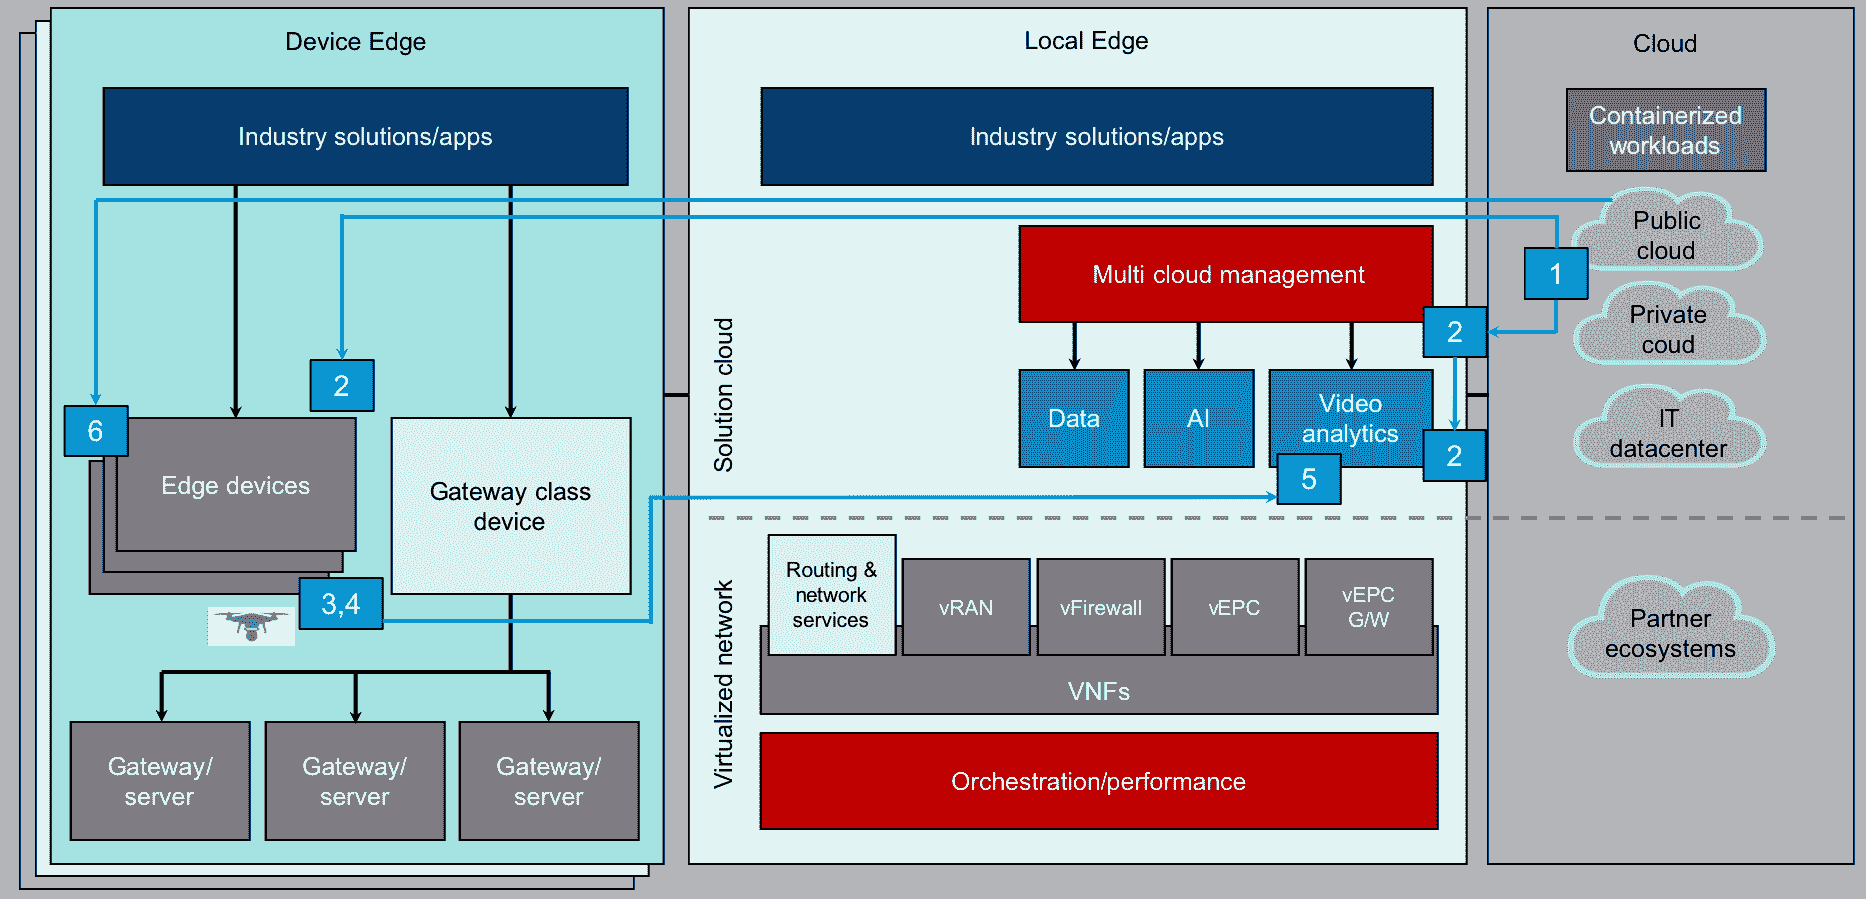 Device Edge
Industry solutions/apps
2
6
Edge devices
Gateway class
device
3,4
Gateway/
server
Gateway/
server
Gateway/
server
Local Edge
Industry solutions/apps
Solution cloud
Multi cloud management
2
Data
AI
Video
analytics
2
5
Virtualized network
Routing &
network
services
vRAN
vFirewall
vEPC
vEPC
G/W
VNFs
Orchestration/performance
Cloud
Containerized
workloads
Public
cloud
1
Private
coud
IT
datacenter
Partner
ecosystems